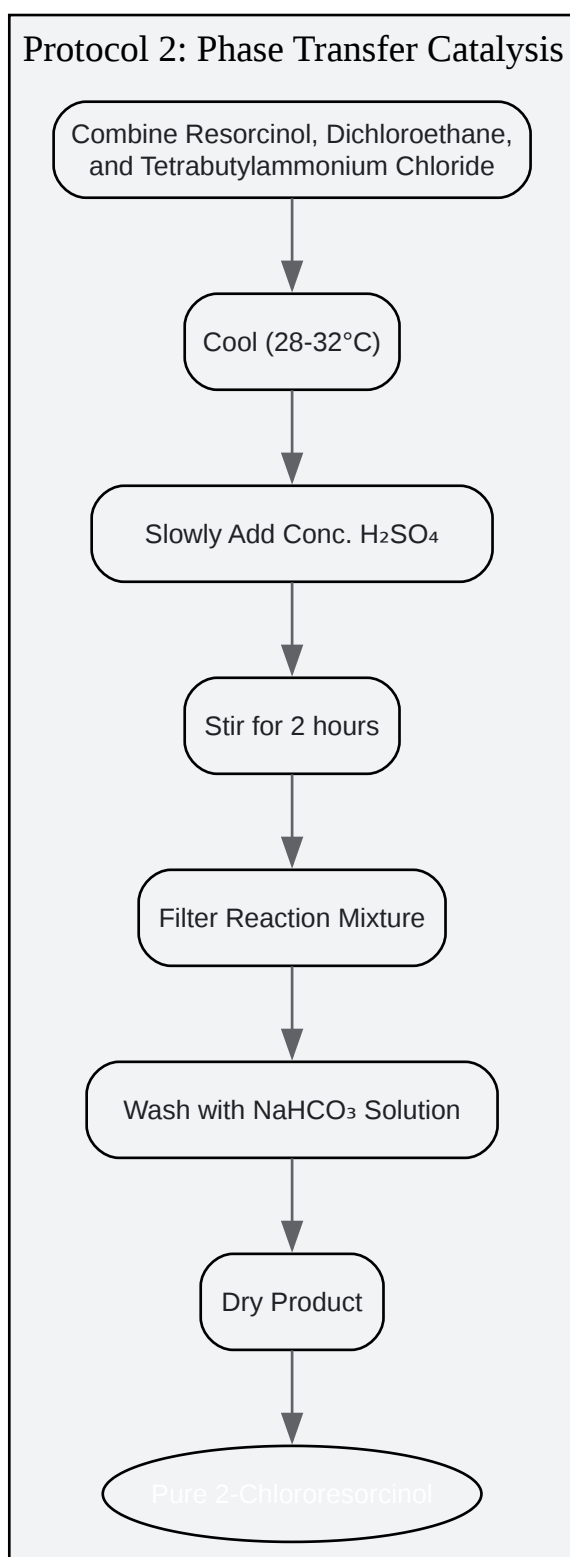 Protocol 2: Phase Transfer Catalysis
Combine Resorcinol, Dichloroethane,
and Tetrabutylammonium Chloride
Cool (28-32°C)
Slowly Add Conc. H₂SO₄
Stir for 2 hours
Filter Reaction Mixture
Wash with NaHCO₃ Solution
Dry Product
Pure 2-Chlororesorcinol